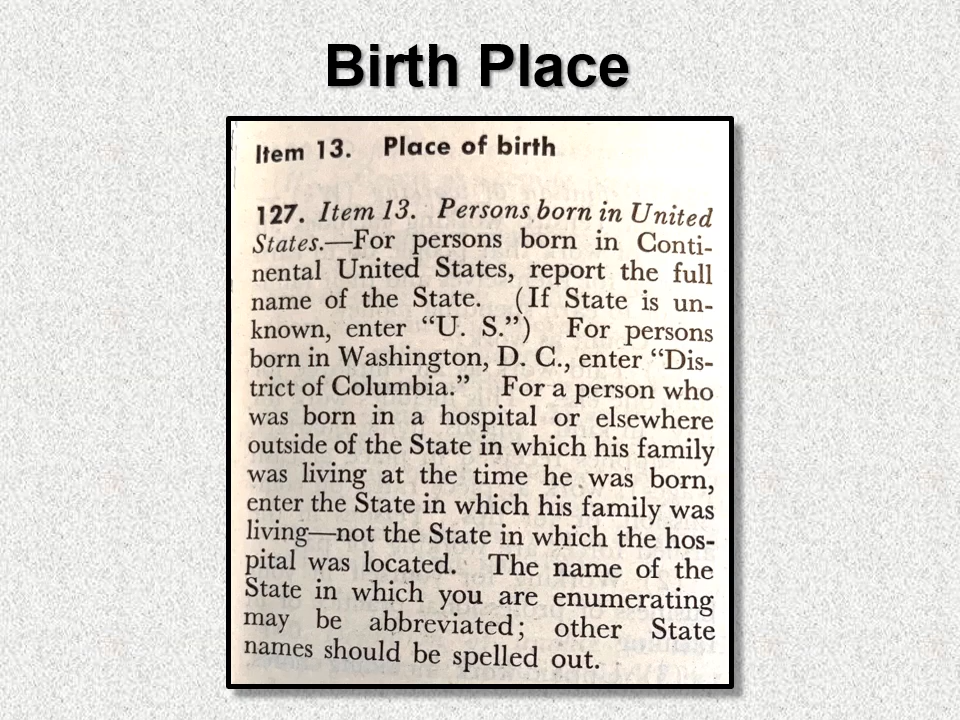 Birth Place
Item 13. Place of birth
127. Item 13. Persons born in United
States.—For persons born in Conti-
nental United States, report the full
name of the State. (If State is un-
known, enter “U. S.”) For persons
born in Washington, D. C., enter “Dis-
trict of Columbia.” For a person who
was born in a hospital or elsewhere
outside of the State in which his family
was living at the time he was born,
enter the State in which his family was
living—not the State in which the hos-
pital was located. The name of the
State in which you are enumerating
may be abbreviated; other State
names should be spelled out.